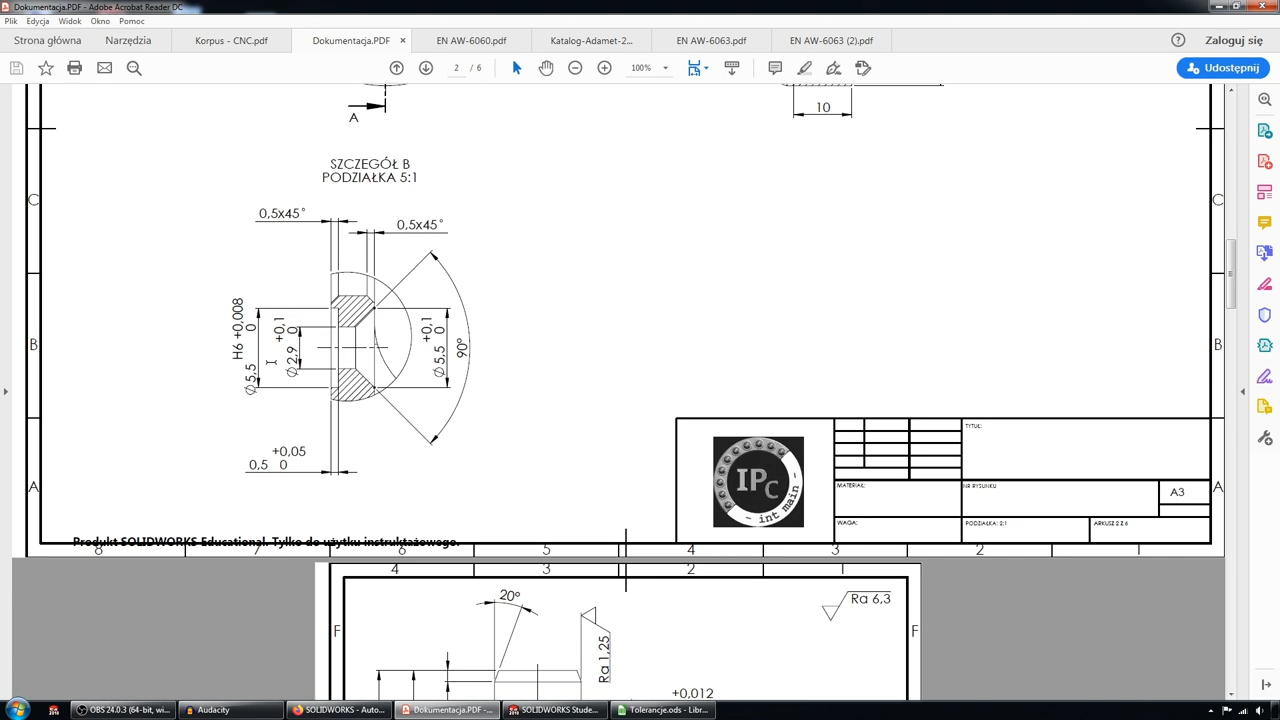 Dokumentacja.PDF - Adobe Acrobat Reader DC
Plik Edycja Widok Okno Pomoc
Strona główna Narzędzia Korpus - CNC.pdf Dokumentacja.PDF × EN AW-6060.pdf Katalog-Adamet-2... EN AW-6063.pdf EN AW-6063 (2).pdf Zaloguj się
2 / 6 100% Udostępnij
10
A
SZCZEGÓŁ B
PODZIAŁKA 5:1
C C
0,5x45°
0,5x45°
∅5,5 H6 +0,008 0
∅2,9 +0,1 0
∅5,5 +0,1 0
90°
B B
+0,05
0,5 0
TYTUŁ:
IPC
- int main -
MATERIAŁ: NR RYSUNKU A3
A A
WAGA: PODZIAŁKA: 2:1 ARKUSZ 2 Z 6
Produkt SOLIDWORKS Educational. Tylko do użytku instruktażowego.
8 7 6 5 4 3 2 1
4 3 2 1
20°
Ra 6,3
F F
Ra 1,25
+0,012
OBS 24.0.3 (64-bit, wi... Audacity SOLIDWORKS - Auto... Dokumentacja.PDF -... SOLIDWORKS Stude... Tolerancje.ods - Libr...